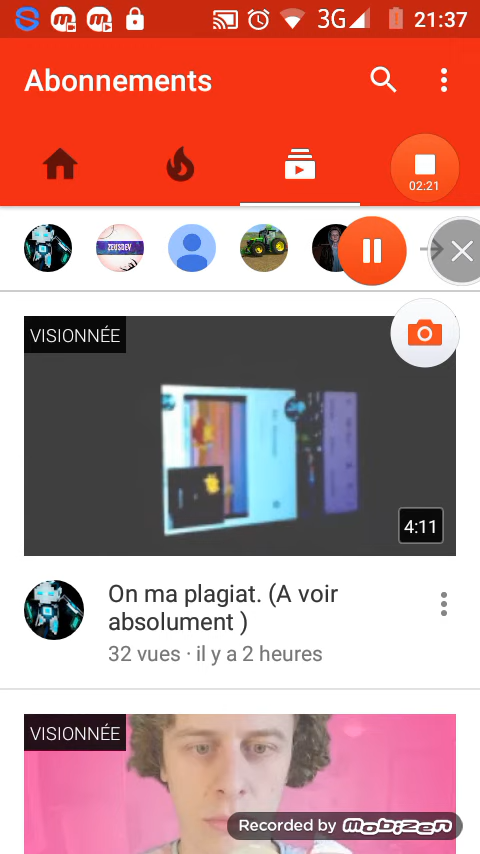 3G 21:37
Abonnements
02:21
ZEUSDEV
VISIONNÉE
4:11
On ma plagiat. (A voir
absolument )
32 vues · il y a 2 heures
VISIONNÉE
Recorded by mobizen